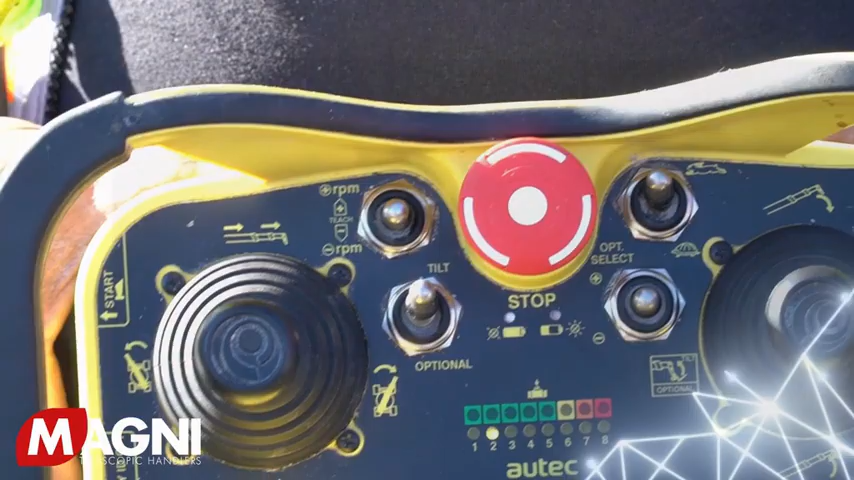 ⊕rpm
TEACH
⊖rpm
START
TILT
OPTIONAL
STOP
OPT.
SELECT
TILT
OPTIONAL
1 2 3 4 5 6 7 8
autec
MAGNI
TELESCOPIC HANDLERS